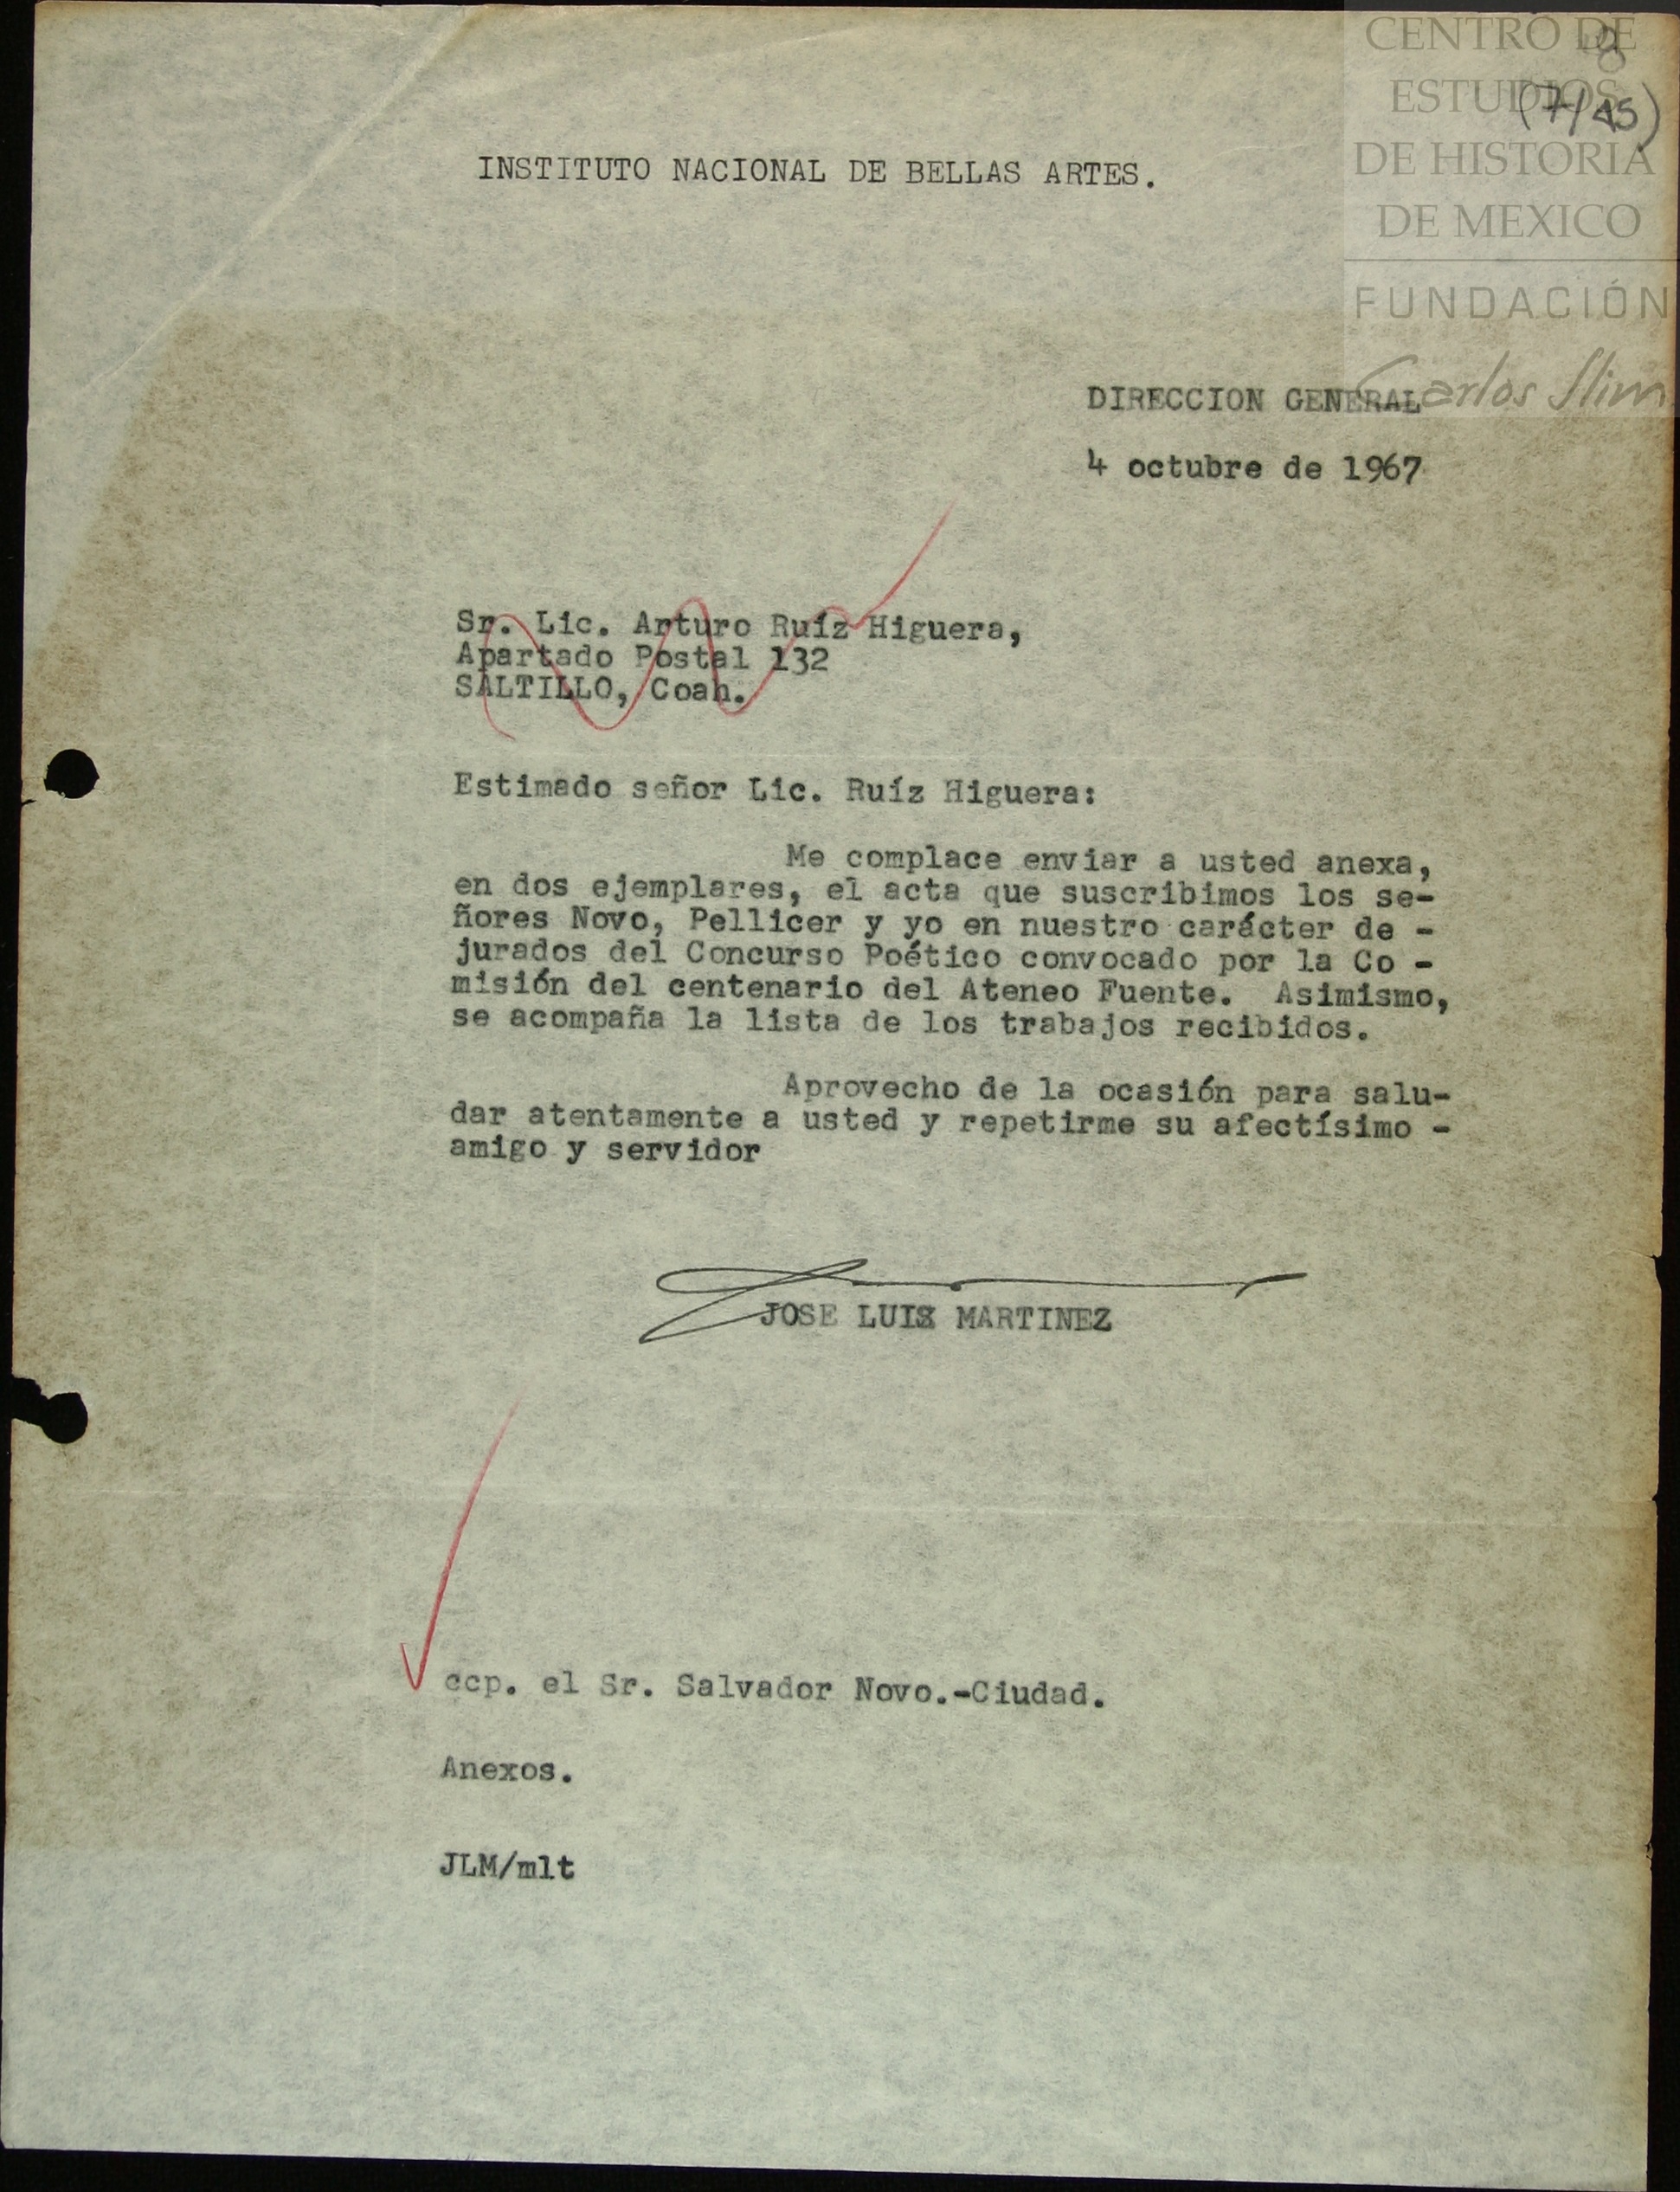 CENTRO DE
ESTUDIOS
DE HISTORIA
DE MEXICO
FUNDACIÓN
Carlos Slim
8
(7/45)
INSTITUTO NACIONAL DE BELLAS ARTES.
DIRECCION GENERAL
4 octubre de 1967
Sr. Lic. Arturo Ruíz Higuera,
Apartado Postal 132
SALTILLO, Coah.
Estimado señor Lic. Ruíz Higuera:
Me complace enviar a usted anexa,
en dos ejemplares, el acta que suscribimos los se-
ñores Novo, Pellicer y yo en nuestro carácter de -
jurados del Concurso Poético convocado por la Co -
misión del centenario del Ateneo Fuente. Asimismo,
se acompaña la lista de los trabajos recibidos.
Aprovecho de la ocasión para salu-
dar atentamente a usted y repetirme su afectísimo -
amigo y servidor
JOSE LUIS MARTINEZ
ccp. el Sr. Salvador Novo.-Ciudad.
Anexos.
JLM/mlt